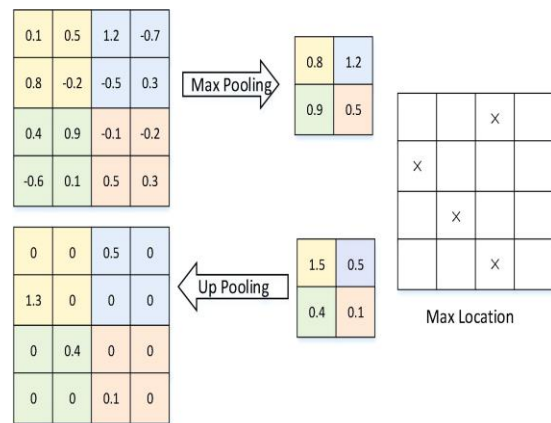 0.1 0.5 1.2 -0.7
0.8 -0.2 -0.5 0.3
0.4 0.9 -0.1 -0.2
-0.6 0.1 0.5 0.3
Max Pooling
0.8 1.2
0.9 0.5
X
X
X
X
Max Location
1.5 0.5
0.4 0.1
Up Pooling
0 0 0.5 0
1.3 0 0 0
0 0.4 0 0
0 0 0.1 0